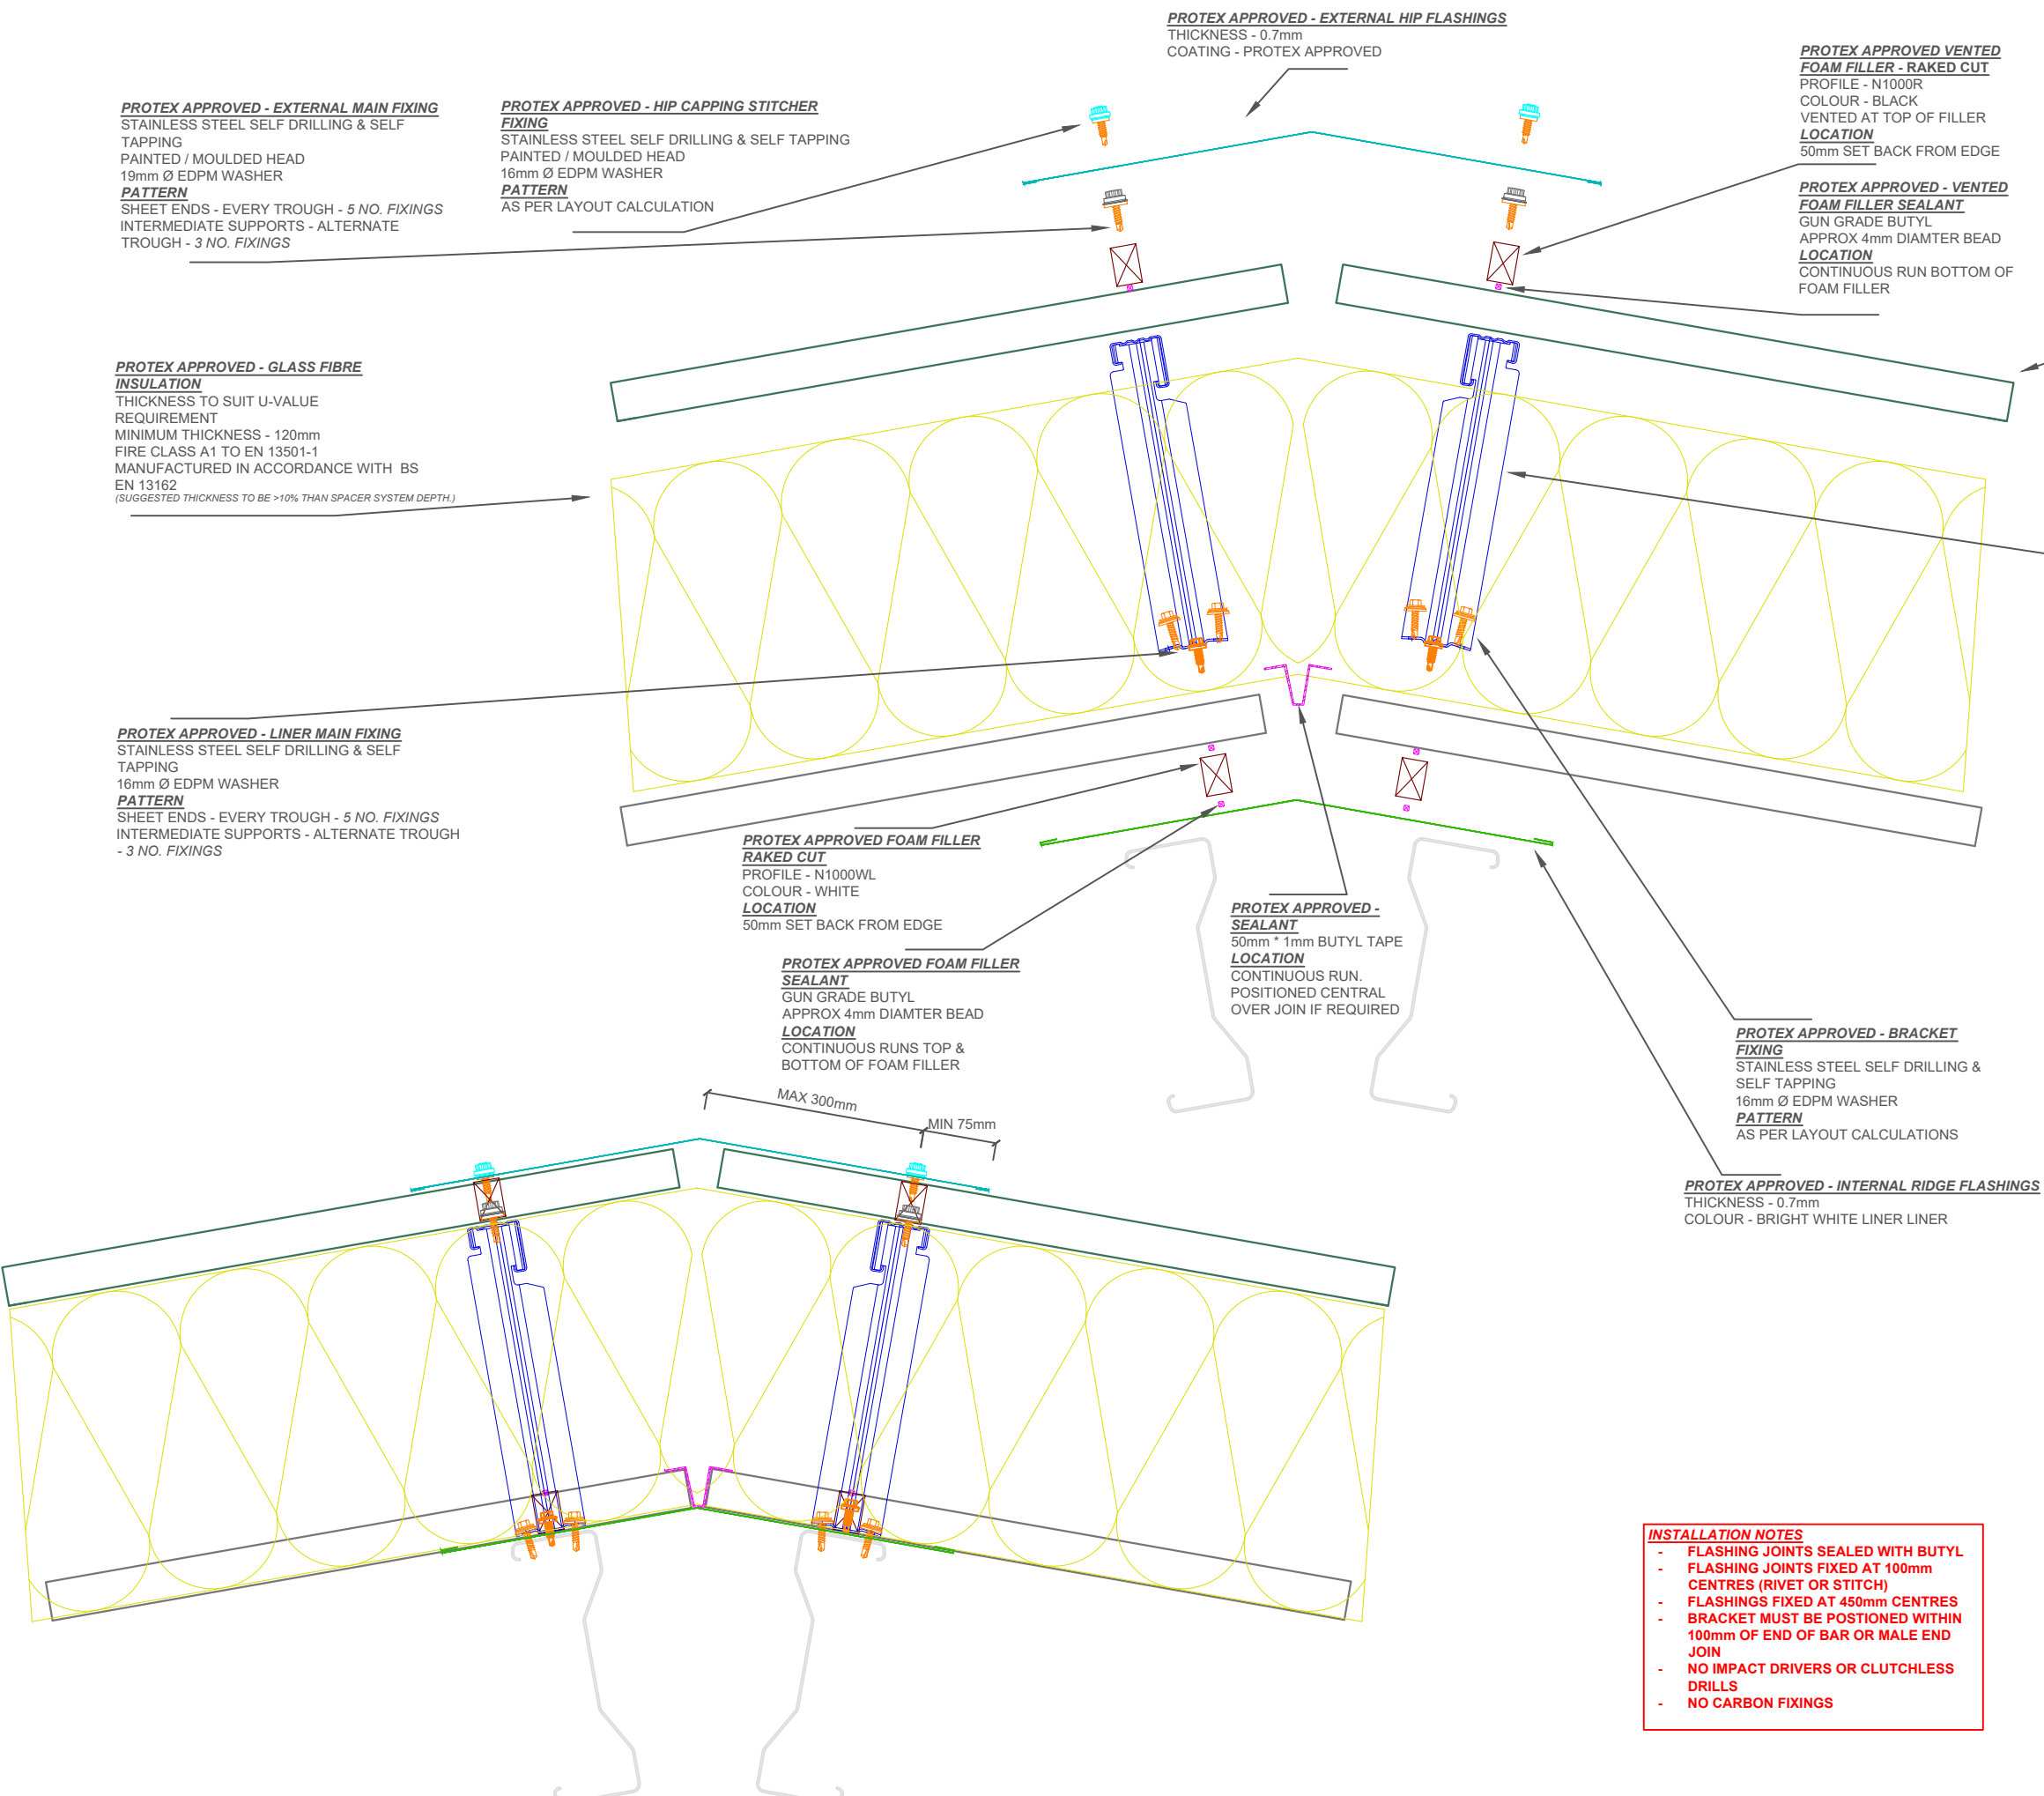 PROTEX APPROVED - EXTERNAL HIP FLASHINGS
THICKNESS - 0.7mm
COATING - PROTEX APPROVED
PROTEX APPROVED VENTED
FOAM FILLER - RAKED CUT
PROFILE - N1000R
COLOUR - BLACK
VENTED AT TOP OF FILLER
LOCATION
50mm SET BACK FROM EDGE
PROTEX APPROVED - EXTERNAL MAIN FIXING
STAINLESS STEEL SELF DRILLING & SELF
TAPPING
PAINTED / MOULDED HEAD
19mm Ø EDPM WASHER
PATTERN
SHEET ENDS - EVERY TROUGH - 5 NO. FIXINGS
INTERMEDIATE SUPPORTS - ALTERNATE
TROUGH - 3 NO. FIXINGS
PROTEX APPROVED - HIP CAPPING STITCHER
FIXING
STAINLESS STEEL SELF DRILLING & SELF TAPPING
PAINTED / MOULDED HEAD
16mm Ø EDPM WASHER
PATTERN
AS PER LAYOUT CALCULATION
PROTEX APPROVED - VENTED
FOAM FILLER SEALANT
GUN GRADE BUTYL
APPROX 4mm DIAMTER BEAD
LOCATION
CONTINUOUS RUN BOTTOM OF
FOAM FILLER
PROTEX APPROVED - GLASS FIBRE
INSULATION
THICKNESS TO SUIT U-VALUE
REQUIREMENT
MINIMUM THICKNESS - 120mm
FIRE CLASS A1 TO EN 13501-1
MANUFACTURED IN ACCORDANCE WITH BS
EN 13162
(SUGGESTED THICKNESS TO BE >10% THAN SPACER SYSTEM DEPTH.)
PROTEX APPROVED - LINER MAIN FIXING
STAINLESS STEEL SELF DRILLING & SELF
TAPPING
16mm Ø EDPM WASHER
PATTERN
SHEET ENDS - EVERY TROUGH - 5 NO. FIXINGS
INTERMEDIATE SUPPORTS - ALTERNATE TROUGH
- 3 NO. FIXINGS
PROTEX APPROVED FOAM FILLER
RAKED CUT
PROFILE - N1000WL
COLOUR - WHITE
LOCATION
50mm SET BACK FROM EDGE
PROTEX APPROVED FOAM FILLER
SEALANT
GUN GRADE BUTYL
APPROX 4mm DIAMTER BEAD
LOCATION
CONTINUOUS RUNS TOP &
BOTTOM OF FOAM FILLER
PROTEX APPROVED -
SEALANT
50mm * 1mm BUTYL TAPE
LOCATION
CONTINUOUS RUN.
POSITIONED CENTRAL
OVER JOIN IF REQUIRED
PROTEX APPROVED - BRACKET
FIXING
STAINLESS STEEL SELF DRILLING &
SELF TAPPING
16mm Ø EDPM WASHER
PATTERN
AS PER LAYOUT CALCULATIONS
PROTEX APPROVED - INTERNAL RIDGE FLASHINGS
THICKNESS - 0.7mm
COLOUR - BRIGHT WHITE LINER LINER
MAX 300mm
MIN 75mm
INSTALLATION NOTES
- FLASHING JOINTS SEALED WITH BUTYL
- FLASHING JOINTS FIXED AT 100mm
CENTRES (RIVET OR STITCH)
- FLASHINGS FIXED AT 450mm CENTRES
- BRACKET MUST BE POSTIONED WITHIN
100mm OF END OF BAR OR MALE END
JOIN
- NO IMPACT DRIVERS OR CLUTCHLESS
DRILLS
- NO CARBON FIXINGS